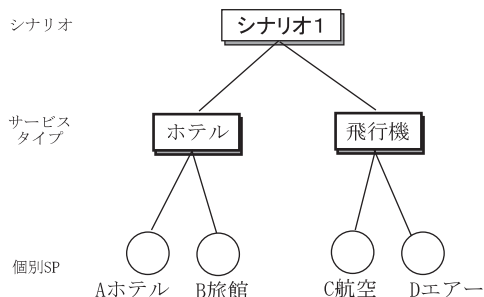 シナリオ
シナリオ1
サービス
タイプ
ホテル
飛行機
個別SP
Aホテル
B旅館
C航空
Dエアー